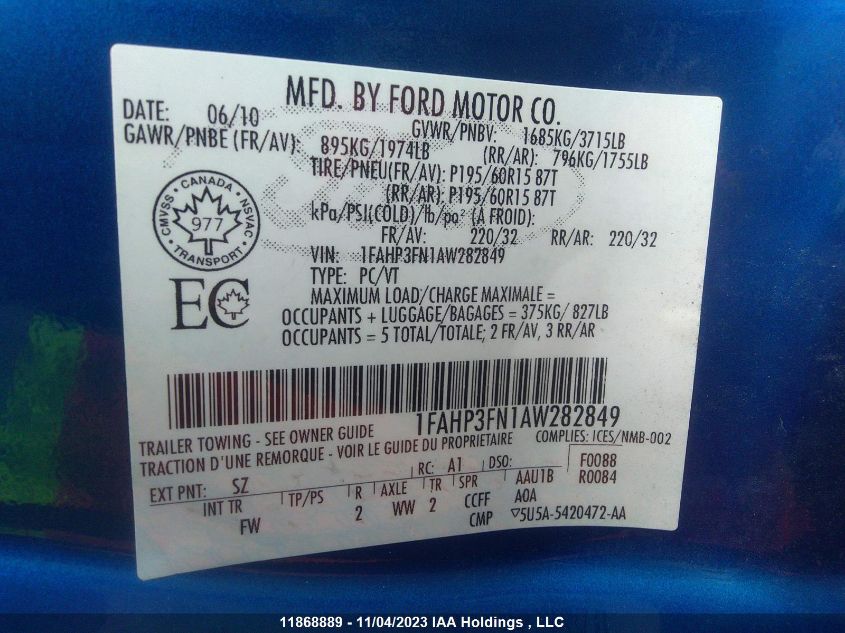 MFD. BY FORD MOTOR CO.
DATE: 06/10 GVWR/PNBV: 1685KG/3715LB
GAWR/PNBE (FR/AV): 895KG/1974LB (RR/AR): 796KG/1755LB
TIRE/PNEU(FR/AV): P195/60R15 87T
(RR/AR): P195/60R15 87T
kPa/PSI(COLD)/lb/po² (À FROID):
FR/AV: 220/32 RR/AR: 220/32
VIN: 1FAHP3FN1AW282849
TYPE: PC/VT
MAXIMUM LOAD/CHARGE MAXIMALE =
OCCUPANTS + LUGGAGE/BAGAGES = 375KG/ 827LB
OCCUPANTS = 5 TOTAL/TOTALE; 2 FR/AV, 3 RR/AR
CMVSS · CANADA · NSVAC
977
TRANSPORT
EC
1FAHP3FN1AW282849
TRAILER TOWING - SEE OWNER GUIDE COMPLIES: ICES/NMB-002
TRACTION D'UNE REMORQUE - VOIR LE GUIDE DU PROPRIETAIRE
RC: A1 DSO: F0088
EXT PNT: SZ R0084
INT TR TP/PS R AXLE TR SPR AAU1B
FW 2 WW 2 CCFF A0A
CMP ▽5U5A-5420472-AA
11868889 - 11/04/2023 IAA Holdings , LLC